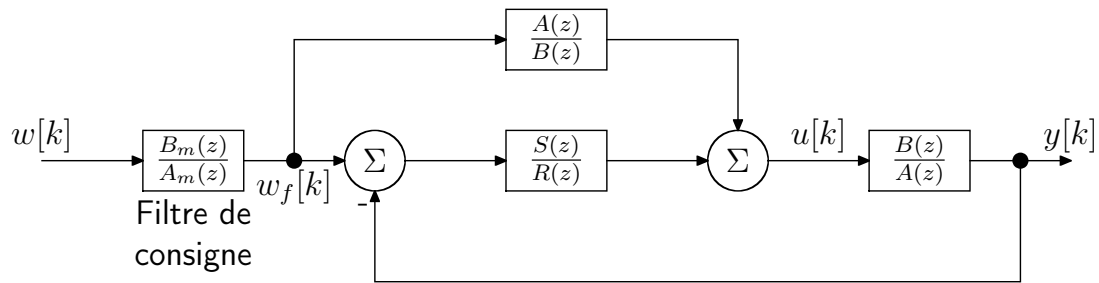 A(z)
B(z)
w[k]
B_m(z)
A_m(z)
w_f[k]
Σ
-
S(z)
R(z)
Σ
u[k]
B(z)
A(z)
y[k]
Filtre de
consigne